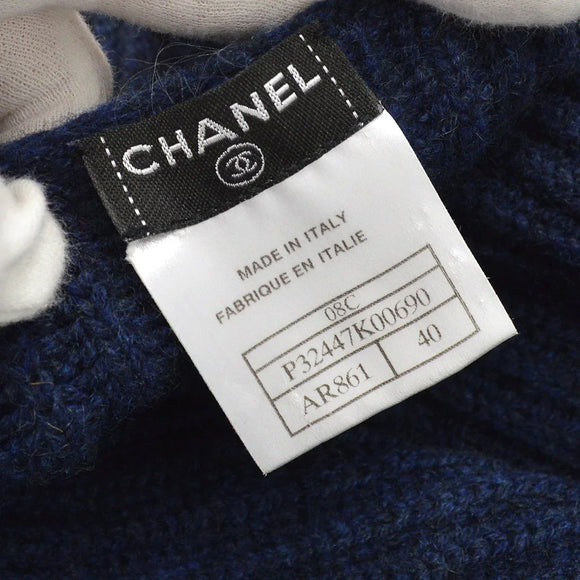 CHANEL
MADE IN ITALY
FABRIQUE EN ITALIE
08C
P32447K00690
AR861 40